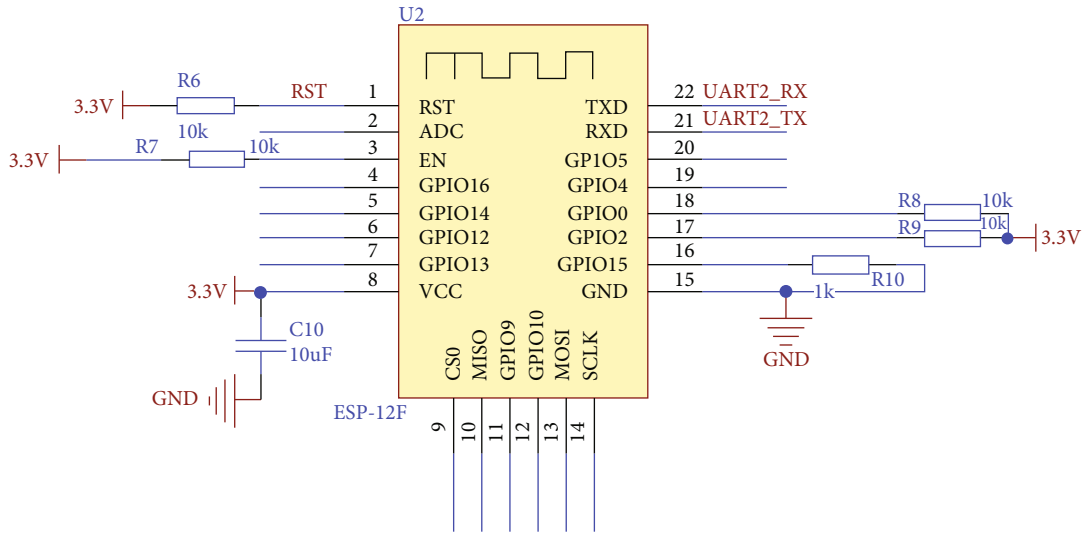 U2
R6
RST
1
RST
TXD
22
UART2_RX
3.3V
10k
2
ADC
RXD
21
UART2_TX
R7
10k
3.3V
3
EN
GP1O5
20
4
GPIO16
GPIO4
19
5
GPIO14
GPIO0
18
R8
10k
6
GPIO12
GPIO2
17
R9
10k
3.3V
7
GPIO13
GPIO15
16
R10
3.3V
8
VCC
GND
15
1k
C10
10uF
GND
GND
CS0
MISO
GPIO9
GPIO10
MOSI
SCLK
ESP-12F
9
10
11
12
13
14